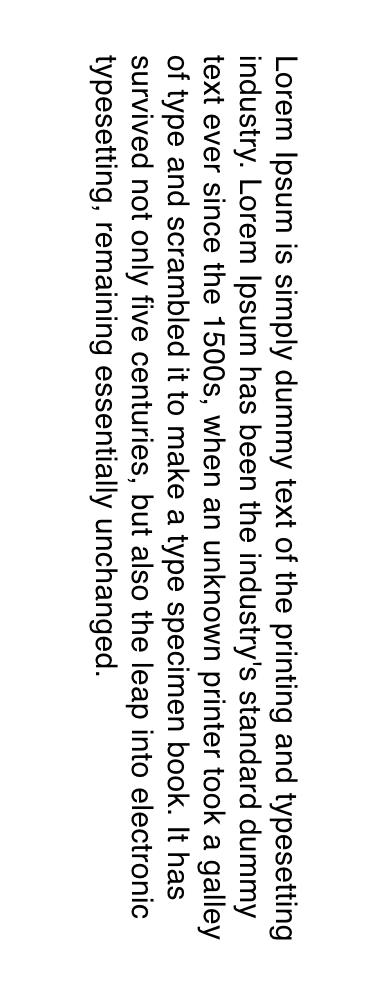 Lorem Ipsum is simply dummy text of the printing and typesetting
industry. Lorem Ipsum has been the industry's standard dummy
text ever since the 1500s, when an unknown printer took a galley
of type and scrambled it to make a type specimen book. It has
survived not only five centuries, but also the leap into electronic
typesetting, remaining essentially unchanged.